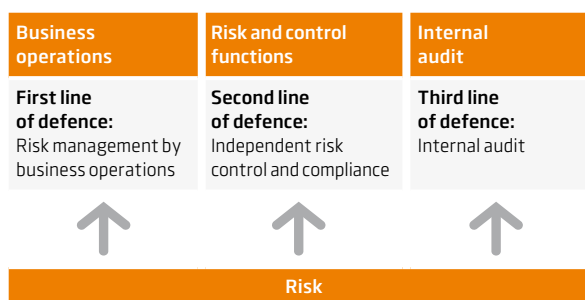 Business
operations
Risk and control
functions
Internal
audit
First line
of defence:
Risk management by
business operations
Second line
of defence:
Independent risk
control and compliance
Third line
of defence:
Internal audit
Risk